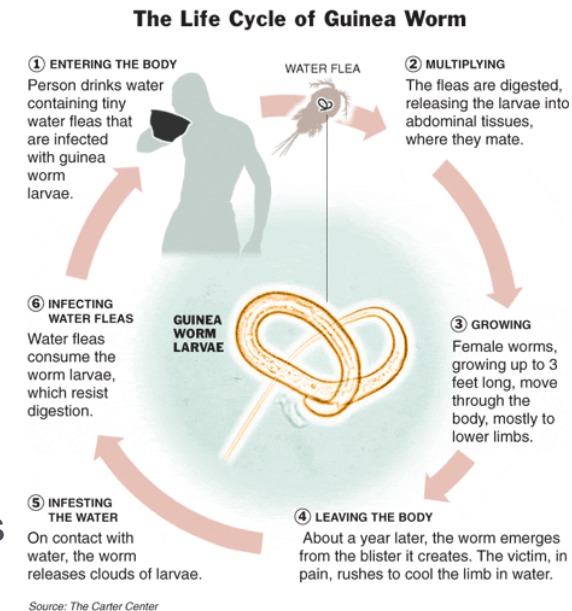 The Life Cycle of Guinea Worm
① ENTERING THE BODY
Person drinks water
containing tiny
water fleas that
are infected
with guinea
worm
larvae.
WATER FLEA
② MULTIPLYING
The fleas are digested,
releasing the larvae into
abdominal tissues,
where they mate.
③ GROWING
Female worms,
growing up to 3
feet long, move
through the
body, mostly to
lower limbs.
④ LEAVING THE BODY
About a year later, the worm emerges
from the blister it creates. The victim, in
pain, rushes to cool the limb in water.
⑤ INFESTING
THE WATER
On contact with
water, the worm
releases clouds of larvae.
⑥ INFECTING
WATER FLEAS
Water fleas
consume the
worm larvae,
which resist
digestion.
GUINEA
WORM
LARVAE
s
Source: The Carter Center